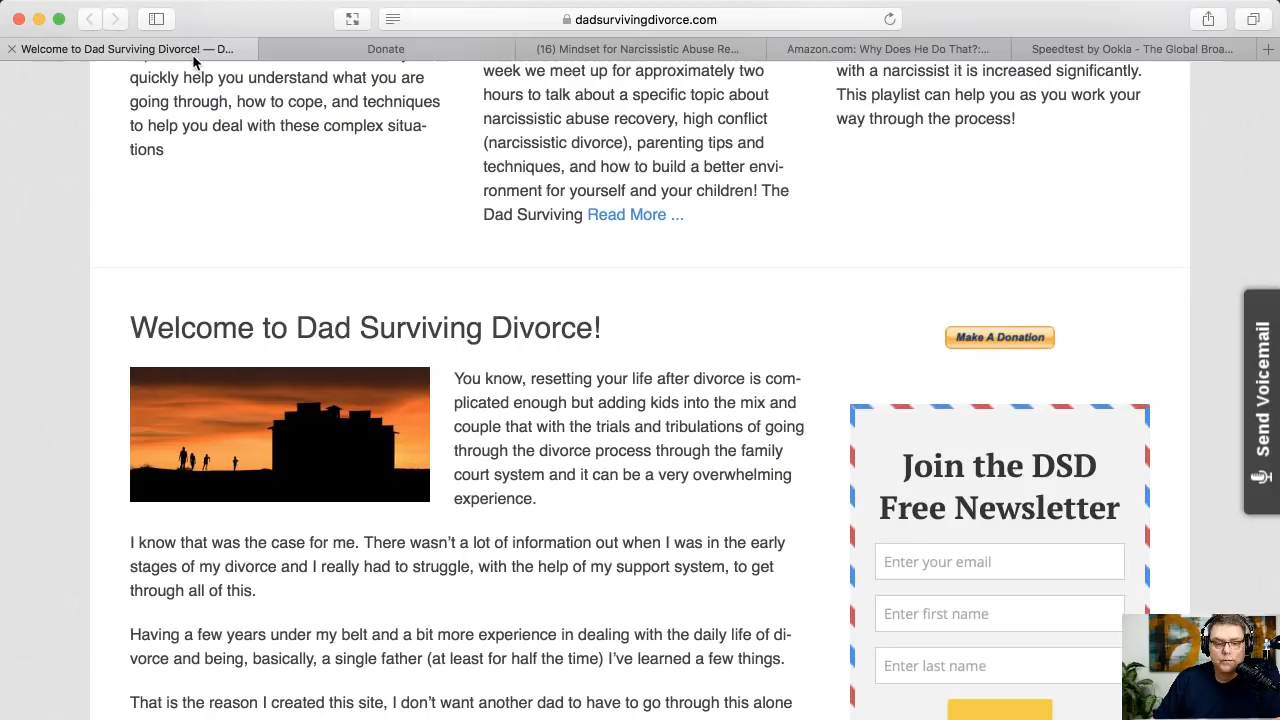 dadsurvivingdivorce.com
Welcome to Dad Surviving Divorce! — D...
Donate
(16) Mindset for Narcissistic Abuse Re...
Amazon.com: Why Does He Do That?:...
Speedtest by Ookla - The Global Broa...
quickly help you understand what you are
going through, how to cope, and techniques
to help you deal with these complex situa-
tions
week we meet up for approximately two
hours to talk about a specific topic about
narcissistic abuse recovery, high conflict
(narcissistic divorce), parenting tips and
techniques, and how to build a better envi-
ronment for yourself and your children! The
Dad Surviving Read More ...
with a narcissist it is increased significantly.
This playlist can help you as you work your
way through the process!
Welcome to Dad Surviving Divorce!
You know, resetting your life after divorce is com-
plicated enough but adding kids into the mix and
couple that with the trials and tribulations of going
through the divorce process through the family
court system and it can be a very overwhelming
experience.
I know that was the case for me. There wasn't a lot of information out when I was in the early
stages of my divorce and I really had to struggle, with the help of my support system, to get
through all of this.
Having a few years under my belt and a bit more experience in dealing with the daily life of di-
vorce and being, basically, a single father (at least for half the time) I've learned a few things.
That is the reason I created this site, I don't want another dad to have to go through this alone
Make A Donation
Join the DSD
Free Newsletter
Enter your email
Enter first name
Enter last name
Send Voicemail